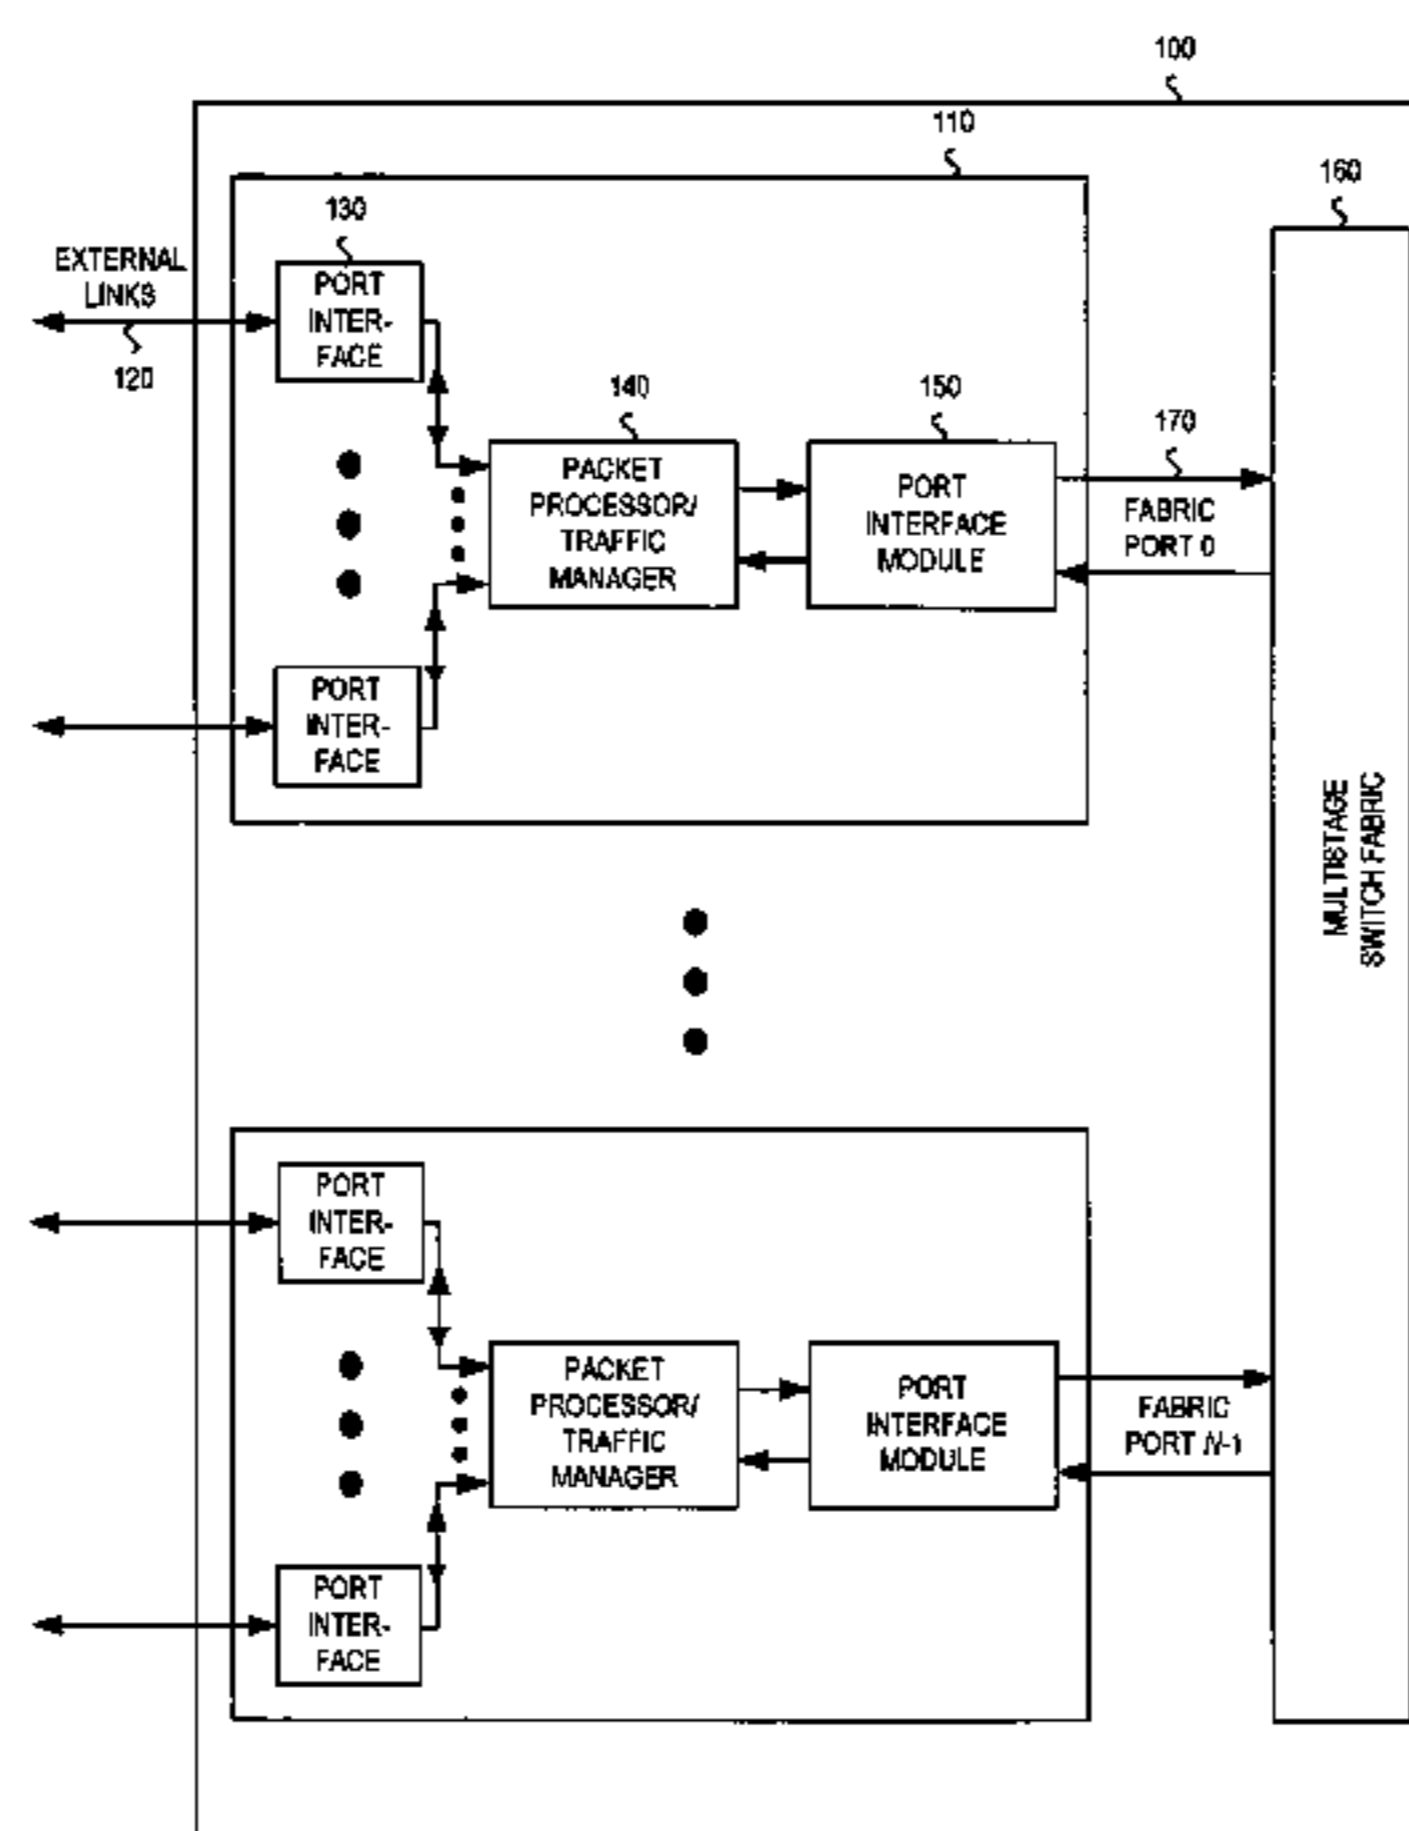 100
110
160
130
EXTERNAL
LINKS
120
PORT
INTER-
FACE
140
150
170
PACKET
PROCESSOR/
TRAFFIC
MANAGER
PORT
INTERFACE
MODULE
FABRIC
PORT 0
PORT
INTER-
FACE
MULTISTAGE
SWITCH FABRIC
PORT
INTER-
FACE
PACKET
PROCESSOR/
TRAFFIC
MANAGER
PORT
INTERFACE
MODULE
FABRIC
PORT N-1
PORT
INTER-
FACE